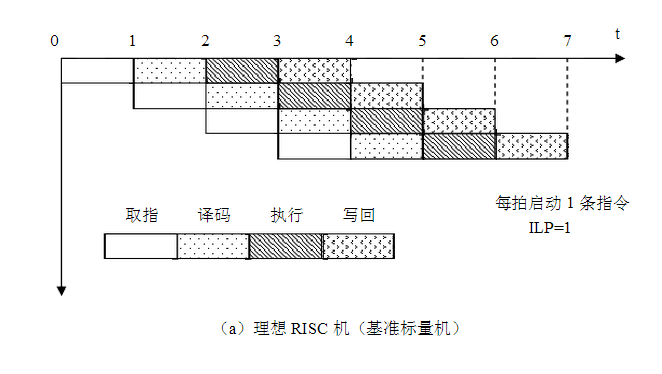 t
0 1 2 3 4 5 6 7
取指 译码 执行 写回
每拍启动 1 条指令
ILP=1
（a）理想 RISC 机（基准标量机）